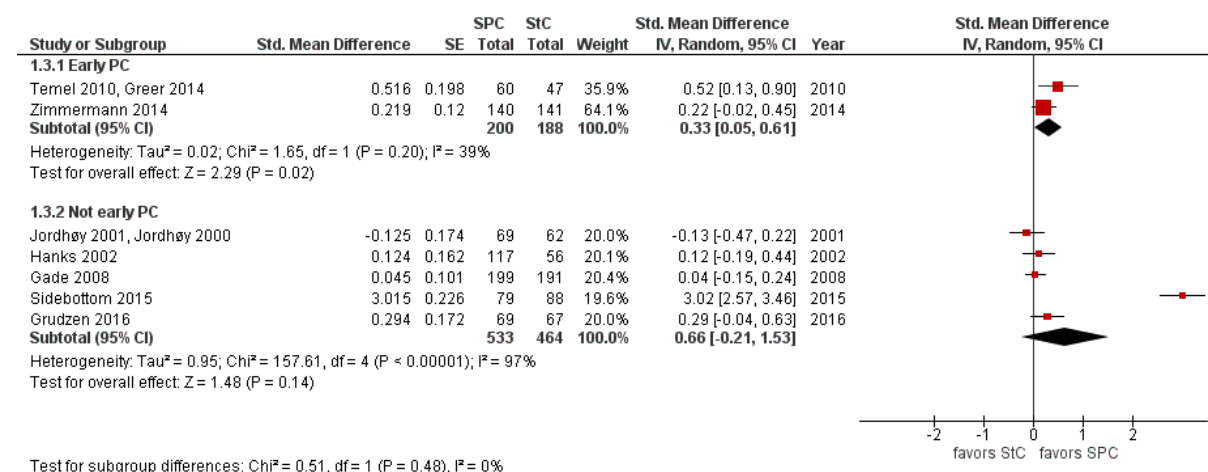 SPC StC Std. Mean Difference Std. Mean Difference
Study or Subgroup Std. Mean Difference SE Total Total Weight IV, Random, 95% CI Year IV, Random, 95% CI
1.3.1 Early PC
Temel 2010, Greer 2014 0.516 0.198 60 47 35.9% 0.52 [0.13, 0.90] 2010
Zimmermann 2014 0.219 0.12 140 141 64.1% 0.22 [-0.02, 0.45] 2014
Subtotal (95% CI) 200 188 100.0% 0.33 [0.05, 0.61]
Heterogeneity: Tau² = 0.02; Chi² = 1.65, df = 1 (P = 0.20); I² = 39%
Test for overall effect: Z = 2.29 (P = 0.02)
1.3.2 Not early PC
Jordhøy 2001, Jordhøy 2000 -0.125 0.174 69 62 20.0% -0.13 [-0.47, 0.22] 2001
Hanks 2002 0.124 0.162 117 56 20.1% 0.12 [-0.19, 0.44] 2002
Gade 2008 0.045 0.101 199 191 20.4% 0.04 [-0.15, 0.24] 2008
Sidebottom 2015 3.015 0.226 79 88 19.6% 3.02 [2.57, 3.46] 2015
Grudzen 2016 0.294 0.172 69 67 20.0% 0.29 [-0.04, 0.63] 2016
Subtotal (95% CI) 533 464 100.0% 0.66 [-0.21, 1.53]
Heterogeneity: Tau² = 0.95; Chi² = 157.61, df = 4 (P < 0.00001); I² = 97%
Test for overall effect: Z = 1.48 (P = 0.14)
-2 -1 0 1 2
favors StC favors SPC
Test for subgroup differences: Chi² = 0.51, df = 1 (P = 0.48), I² = 0%